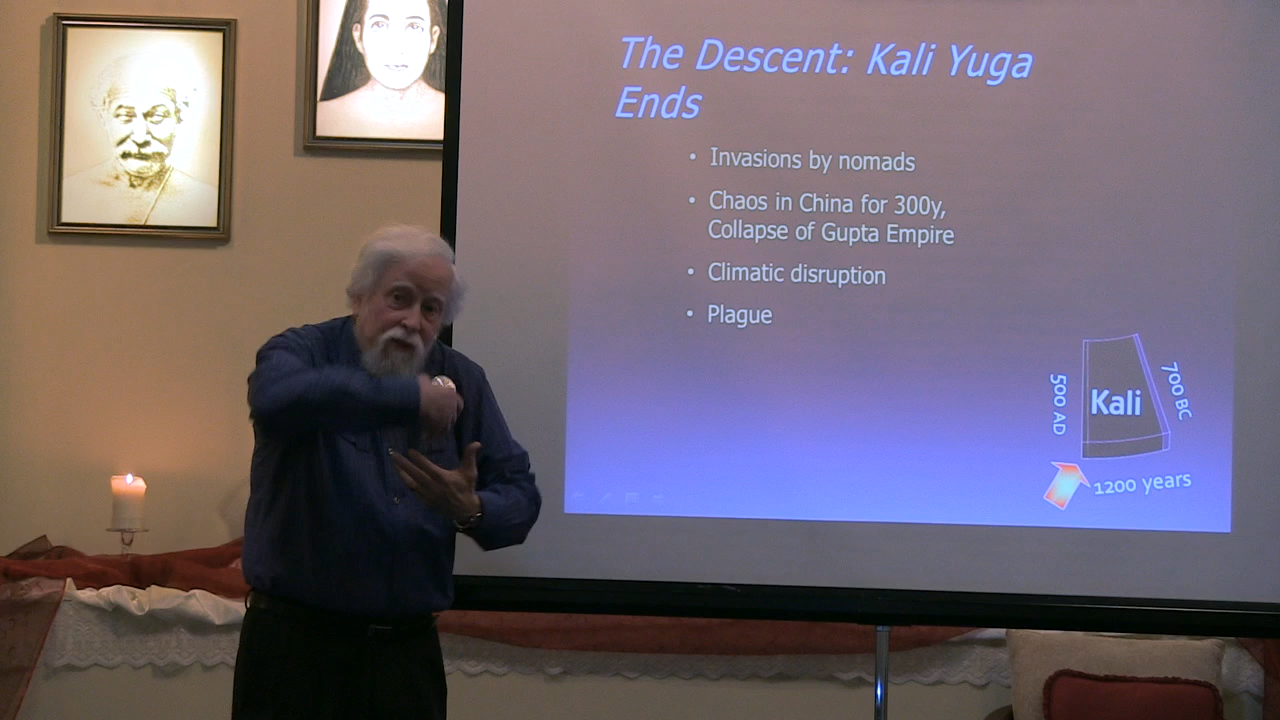 The Descent: Kali Yuga
Ends
• Invasions by nomads
• Chaos in China for 300y,
Collapse of Gupta Empire
• Climatic disruption
• Plague
500 AD
Kali
700 BC
1200 years